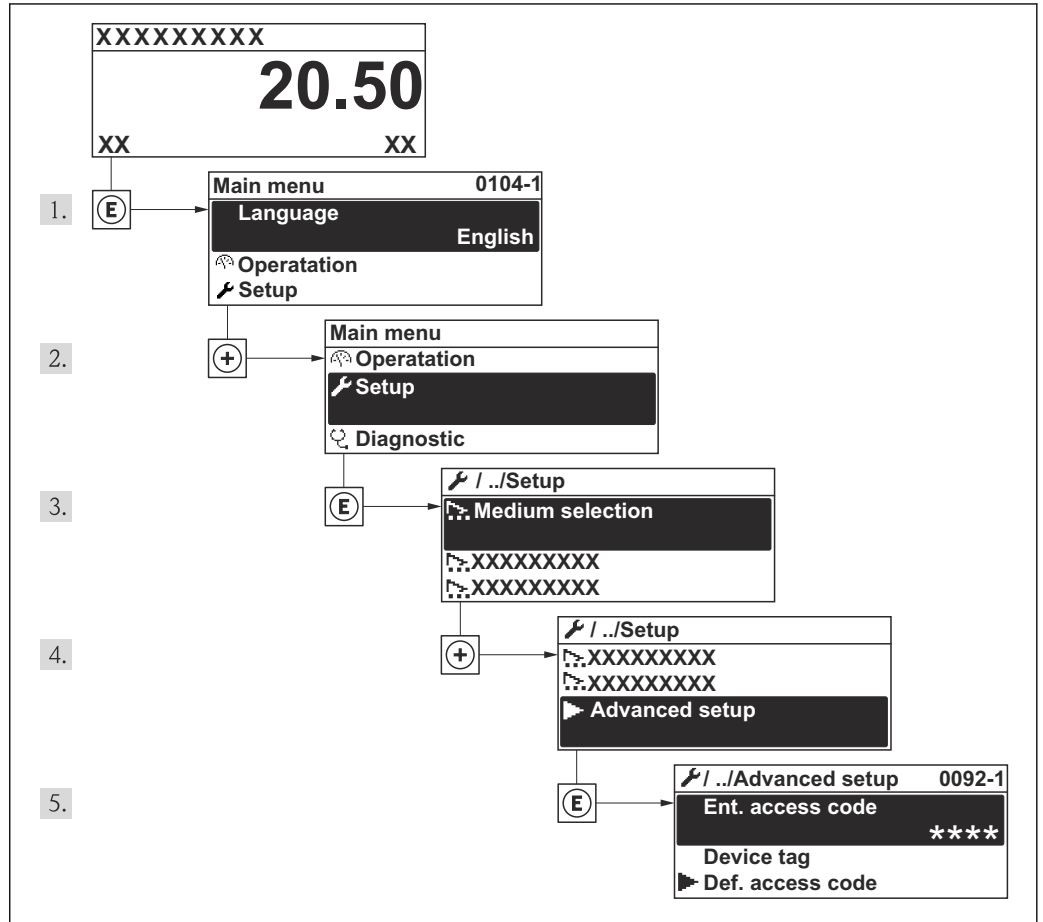 XXXXXXXXX
20.50
XX XX
1. E Main menu 0104-1
Language
English
Operatation
Setup
2. + Main menu
Operatation
Setup
Diagnostic
3. E / ../Setup
Medium selection
XXXXXXXXX
XXXXXXXXX
4. + / ../Setup
XXXXXXXXX
XXXXXXXXX
Advanced setup
5. E / ../Advanced setup 0092-1
Ent. access code
****
Device tag
Def. access code